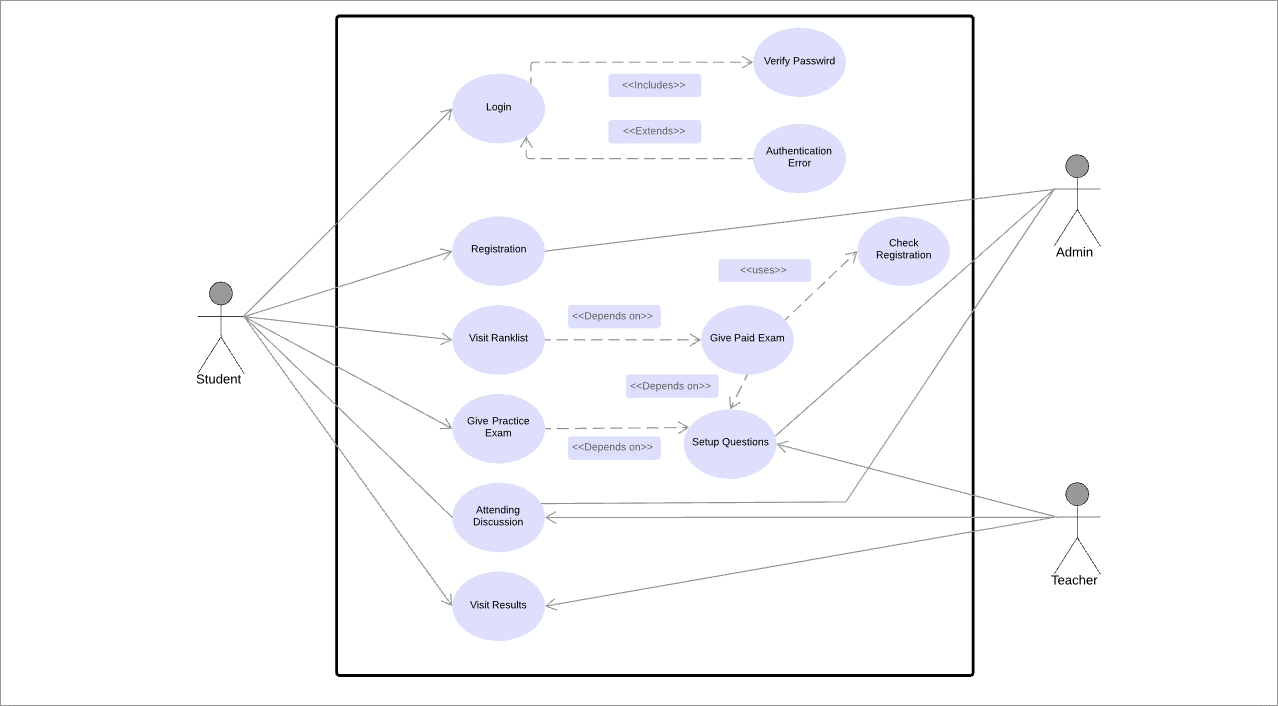 Verify Passwird
<<Includes>>
Login
<<Extends>>
Authentication
Error
Registration
Check
Registration
Admin
<<uses>>
<<Depends on>>
Visit Ranklist
Give Paid Exam
Student
<<Depends on>>
Give Practice
Exam
<<Depends on>>
Setup Questions
Attending
Discussion
Teacher
Visit Results